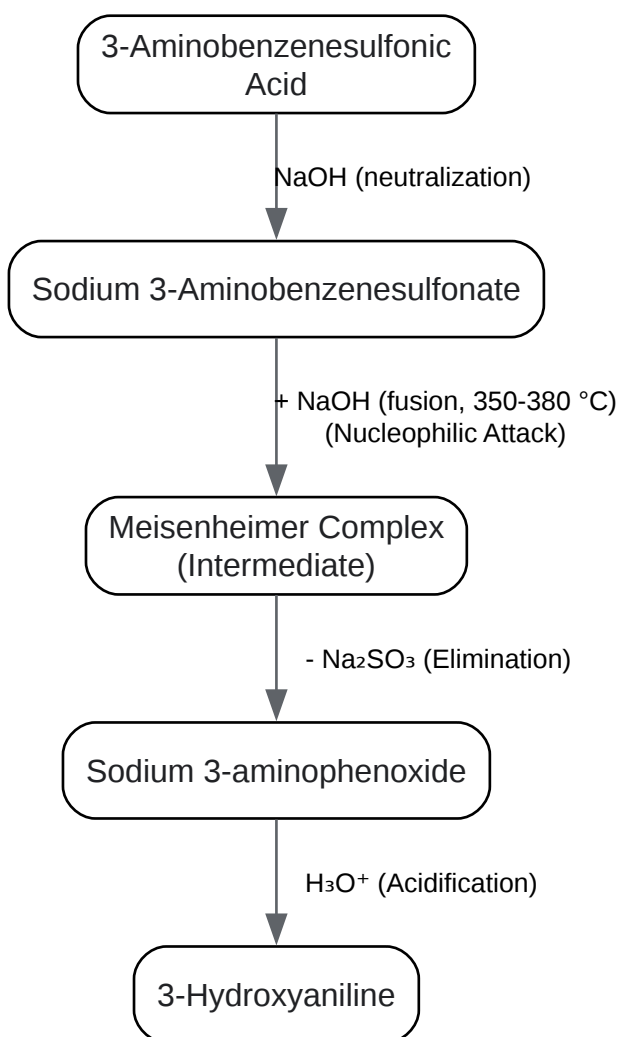 3-Aminobenzenesulfonic
Acid
NaOH (neutralization)
Sodium 3-Aminobenzenesulfonate
+ NaOH (fusion, 350-380 °C)
(Nucleophilic Attack)
Meisenheimer Complex
(Intermediate)
- Na₂SO₃ (Elimination)
Sodium 3-aminophenoxide
H₃O⁺ (Acidification)
3-Hydroxyaniline